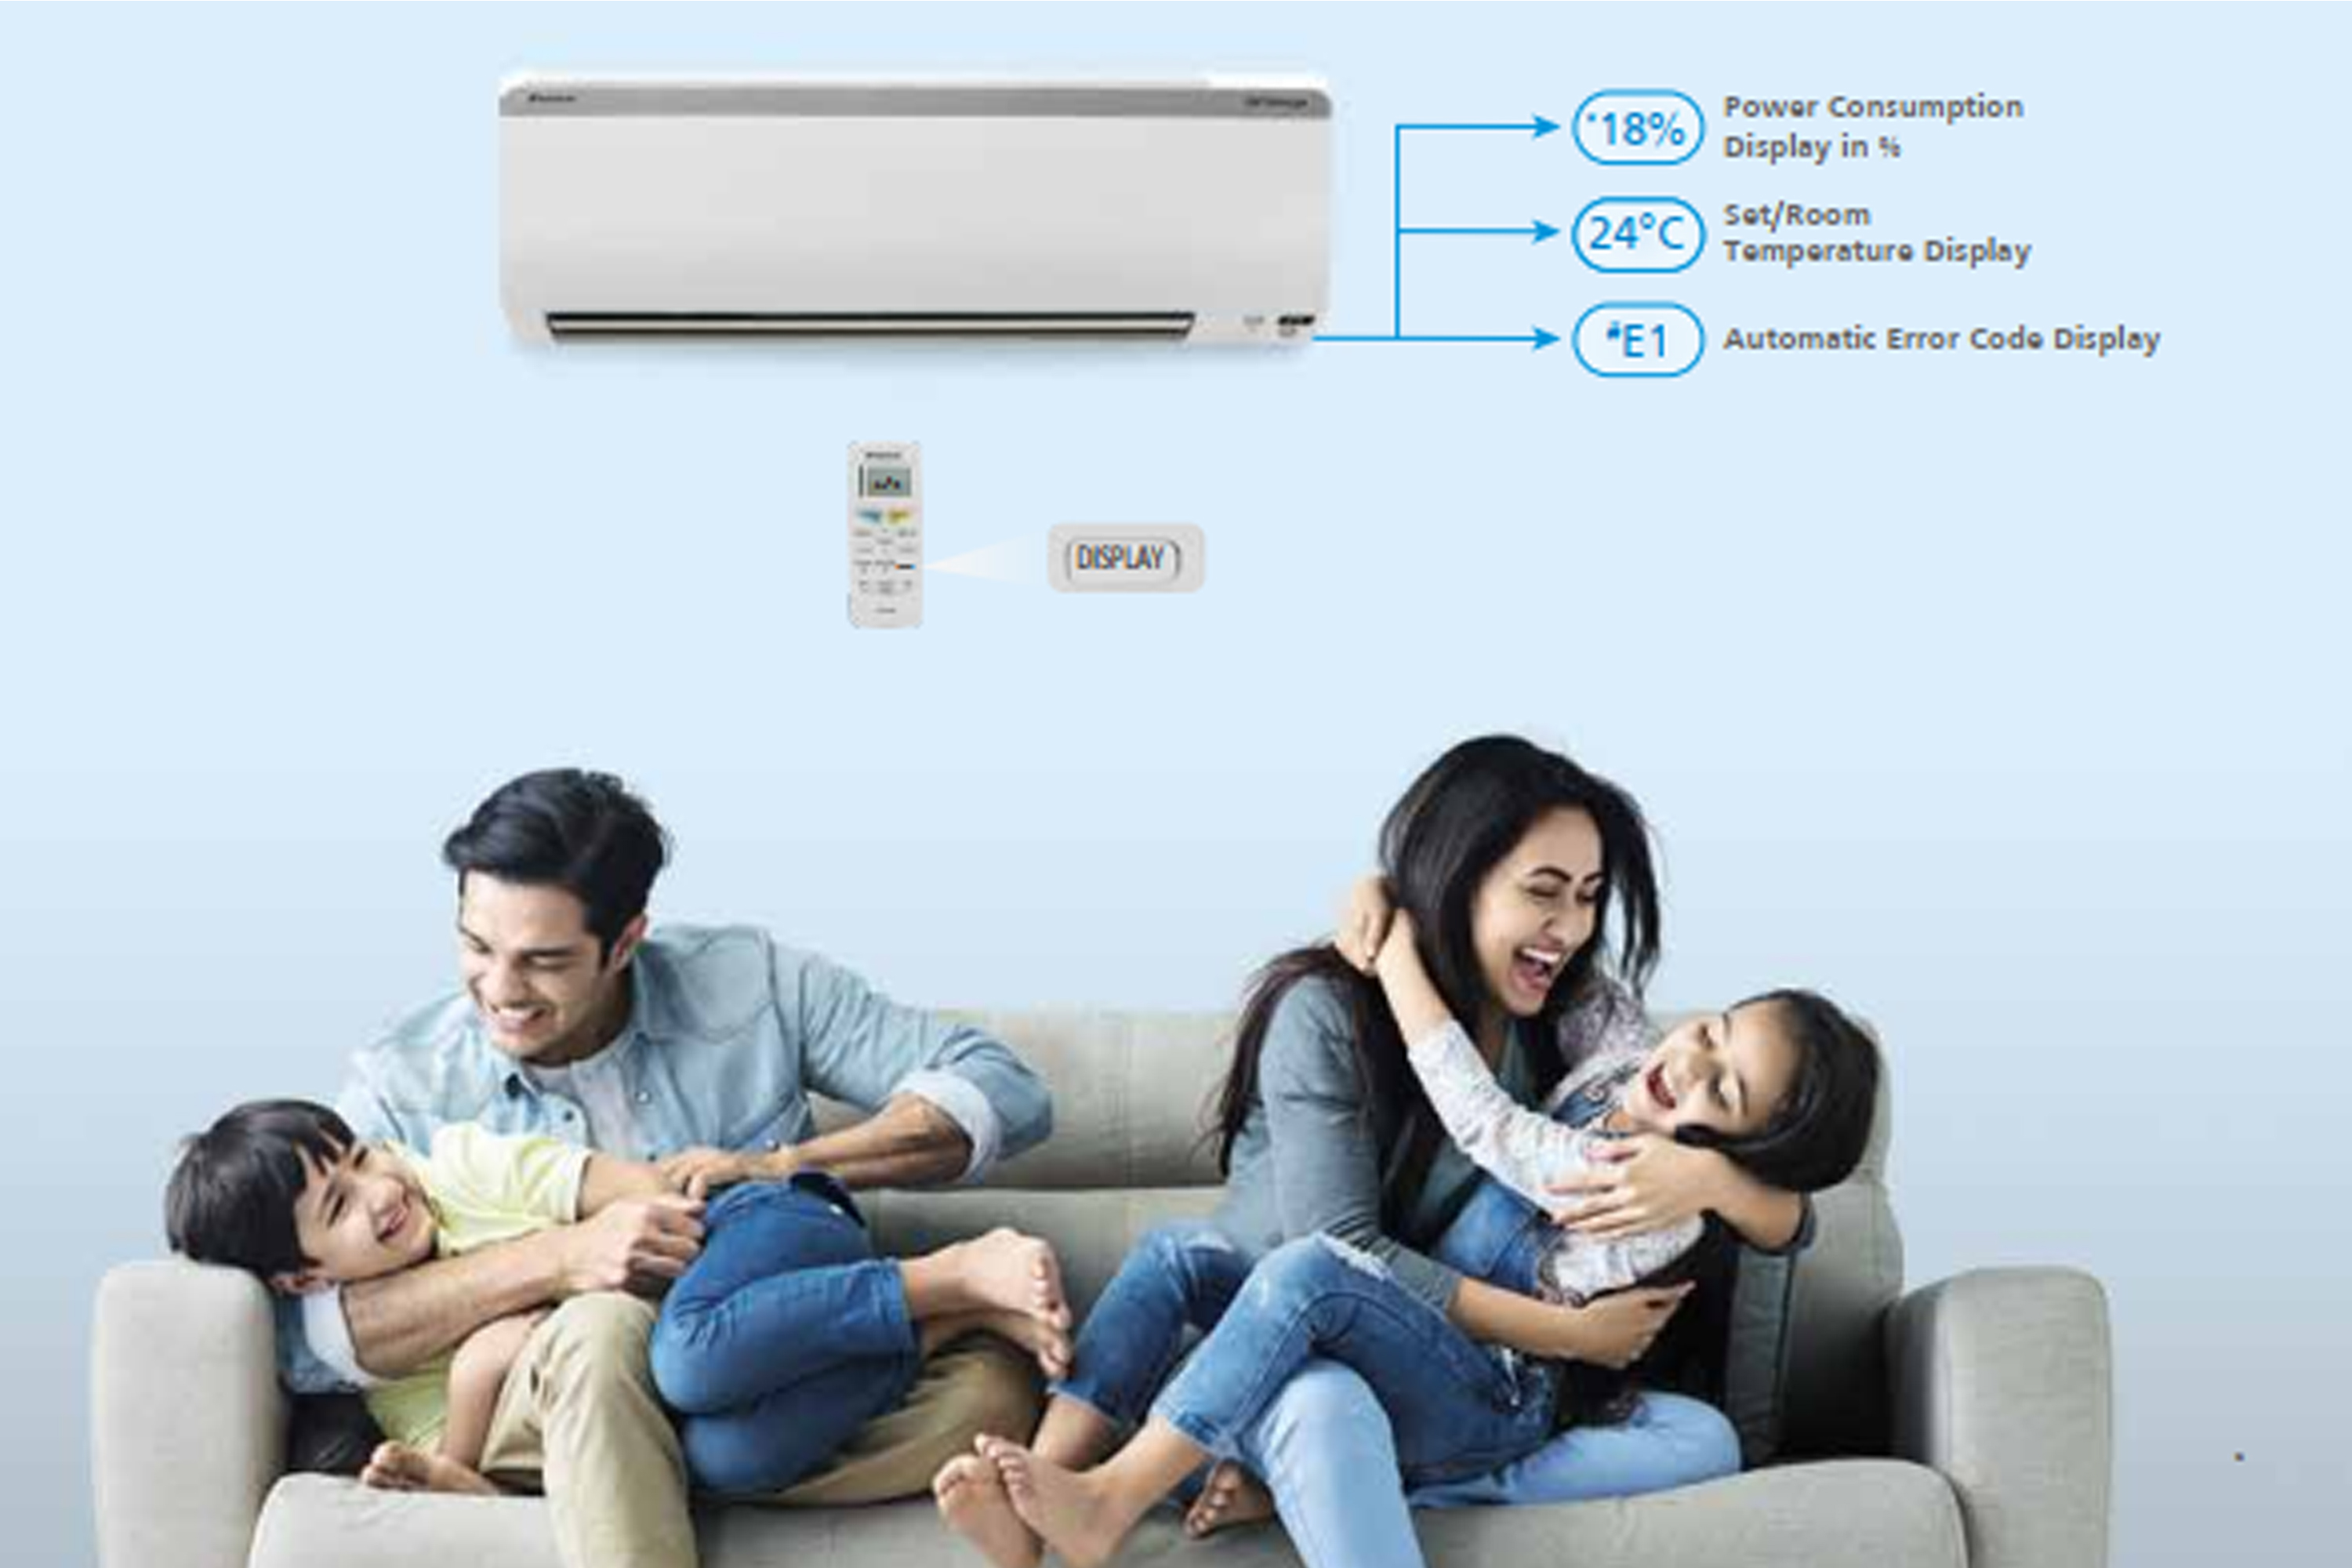 *18%
Power Consumption
Display in %
24°C
Set/Room
Temperature Display
#E1
Automatic Error Code Display
DISPLAY